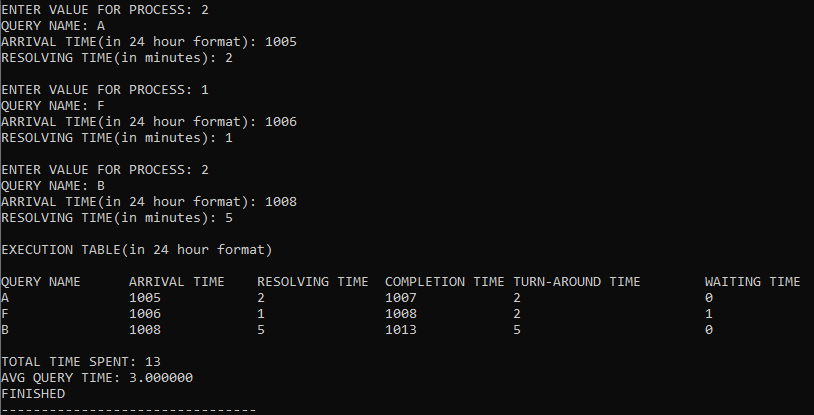 ENTER VALUE FOR PROCESS: 2
QUERY NAME: A
ARRIVAL TIME(in 24 hour format): 1005
RESOLVING TIME(in minutes): 2
ENTER VALUE FOR PROCESS: 1
QUERY NAME: F
ARRIVAL TIME(in 24 hour format): 1006
RESOLVING TIME(in minutes): 1
ENTER VALUE FOR PROCESS: 2
QUERY NAME: B
ARRIVAL TIME(in 24 hour format): 1008
RESOLVING TIME(in minutes): 5
EXECUTION TABLE(in 24 hour format)
QUERY NAME ARRIVAL TIME RESOLVING TIME COMPLETION TIME TURN-AROUND TIME WAITING TIME
A 1005 2 1007 2 0
F 1006 1 1008 2 1
B 1008 5 1013 5 0
TOTAL TIME SPENT: 13
AVG QUERY TIME: 3.000000
FINISHED
--------------------------------